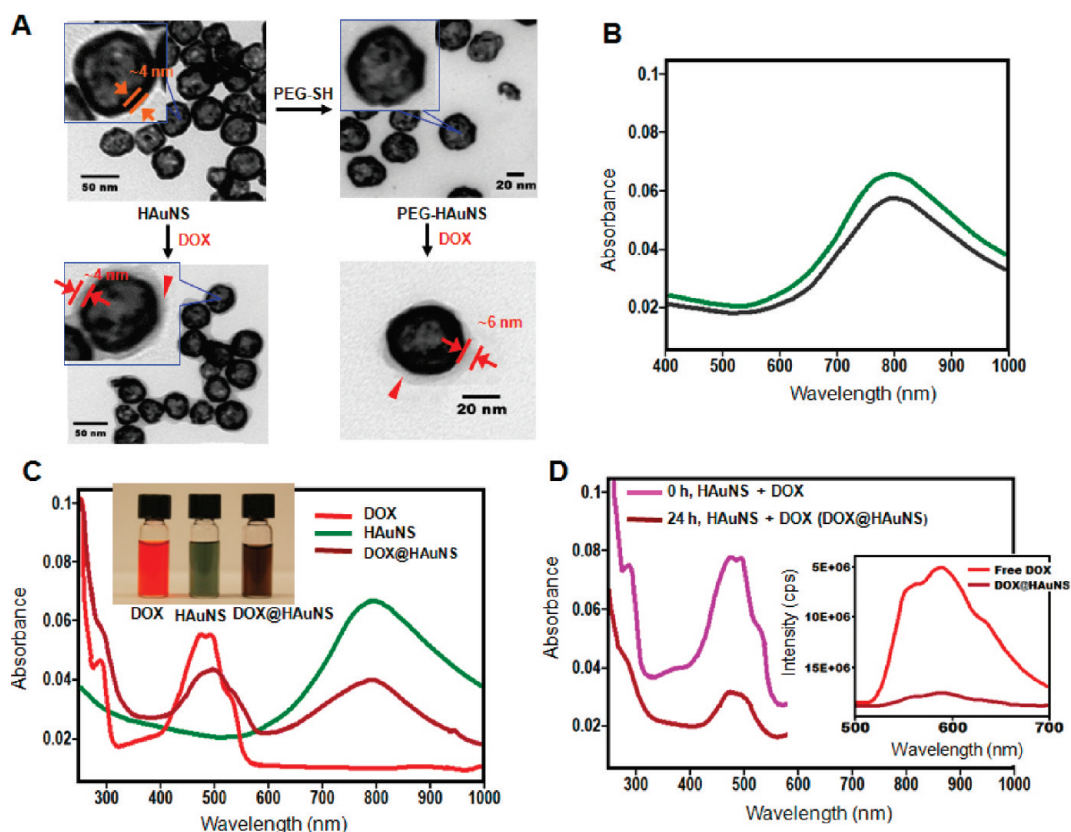 A
~4 nm
50 nm
HAuNS
PEG-SH
20 nm
PEG-HAuNS
DOX
~4 nm
50 nm
DOX
~6 nm
20 nm
B
0.1
0.08
0.06
0.04
0.02
Absorbance
400 500 600 700 800 900 1000
Wavelength (nm)
C
0.1
0.08
0.06
0.04
0.02
Absorbance
DOX HAuNS DOX@HAuNS
DOX
HAuNS
DOX@HAuNS
300 400 500 600 700 800 900 1000
Wavelength (nm)
D
0.1
0.08
0.06
0.04
0.02
Absorbance
0 h, HAuNS + DOX
24 h, HAuNS + DOX (DOX@HAuNS)
5E+06
10E+06
15E+06
Intensity (cps)
Free DOX
DOX@HAuNS
500 600 700
Wavelength (nm)
300 400 500 600 700 800 900 1000
Wavelength (nm)